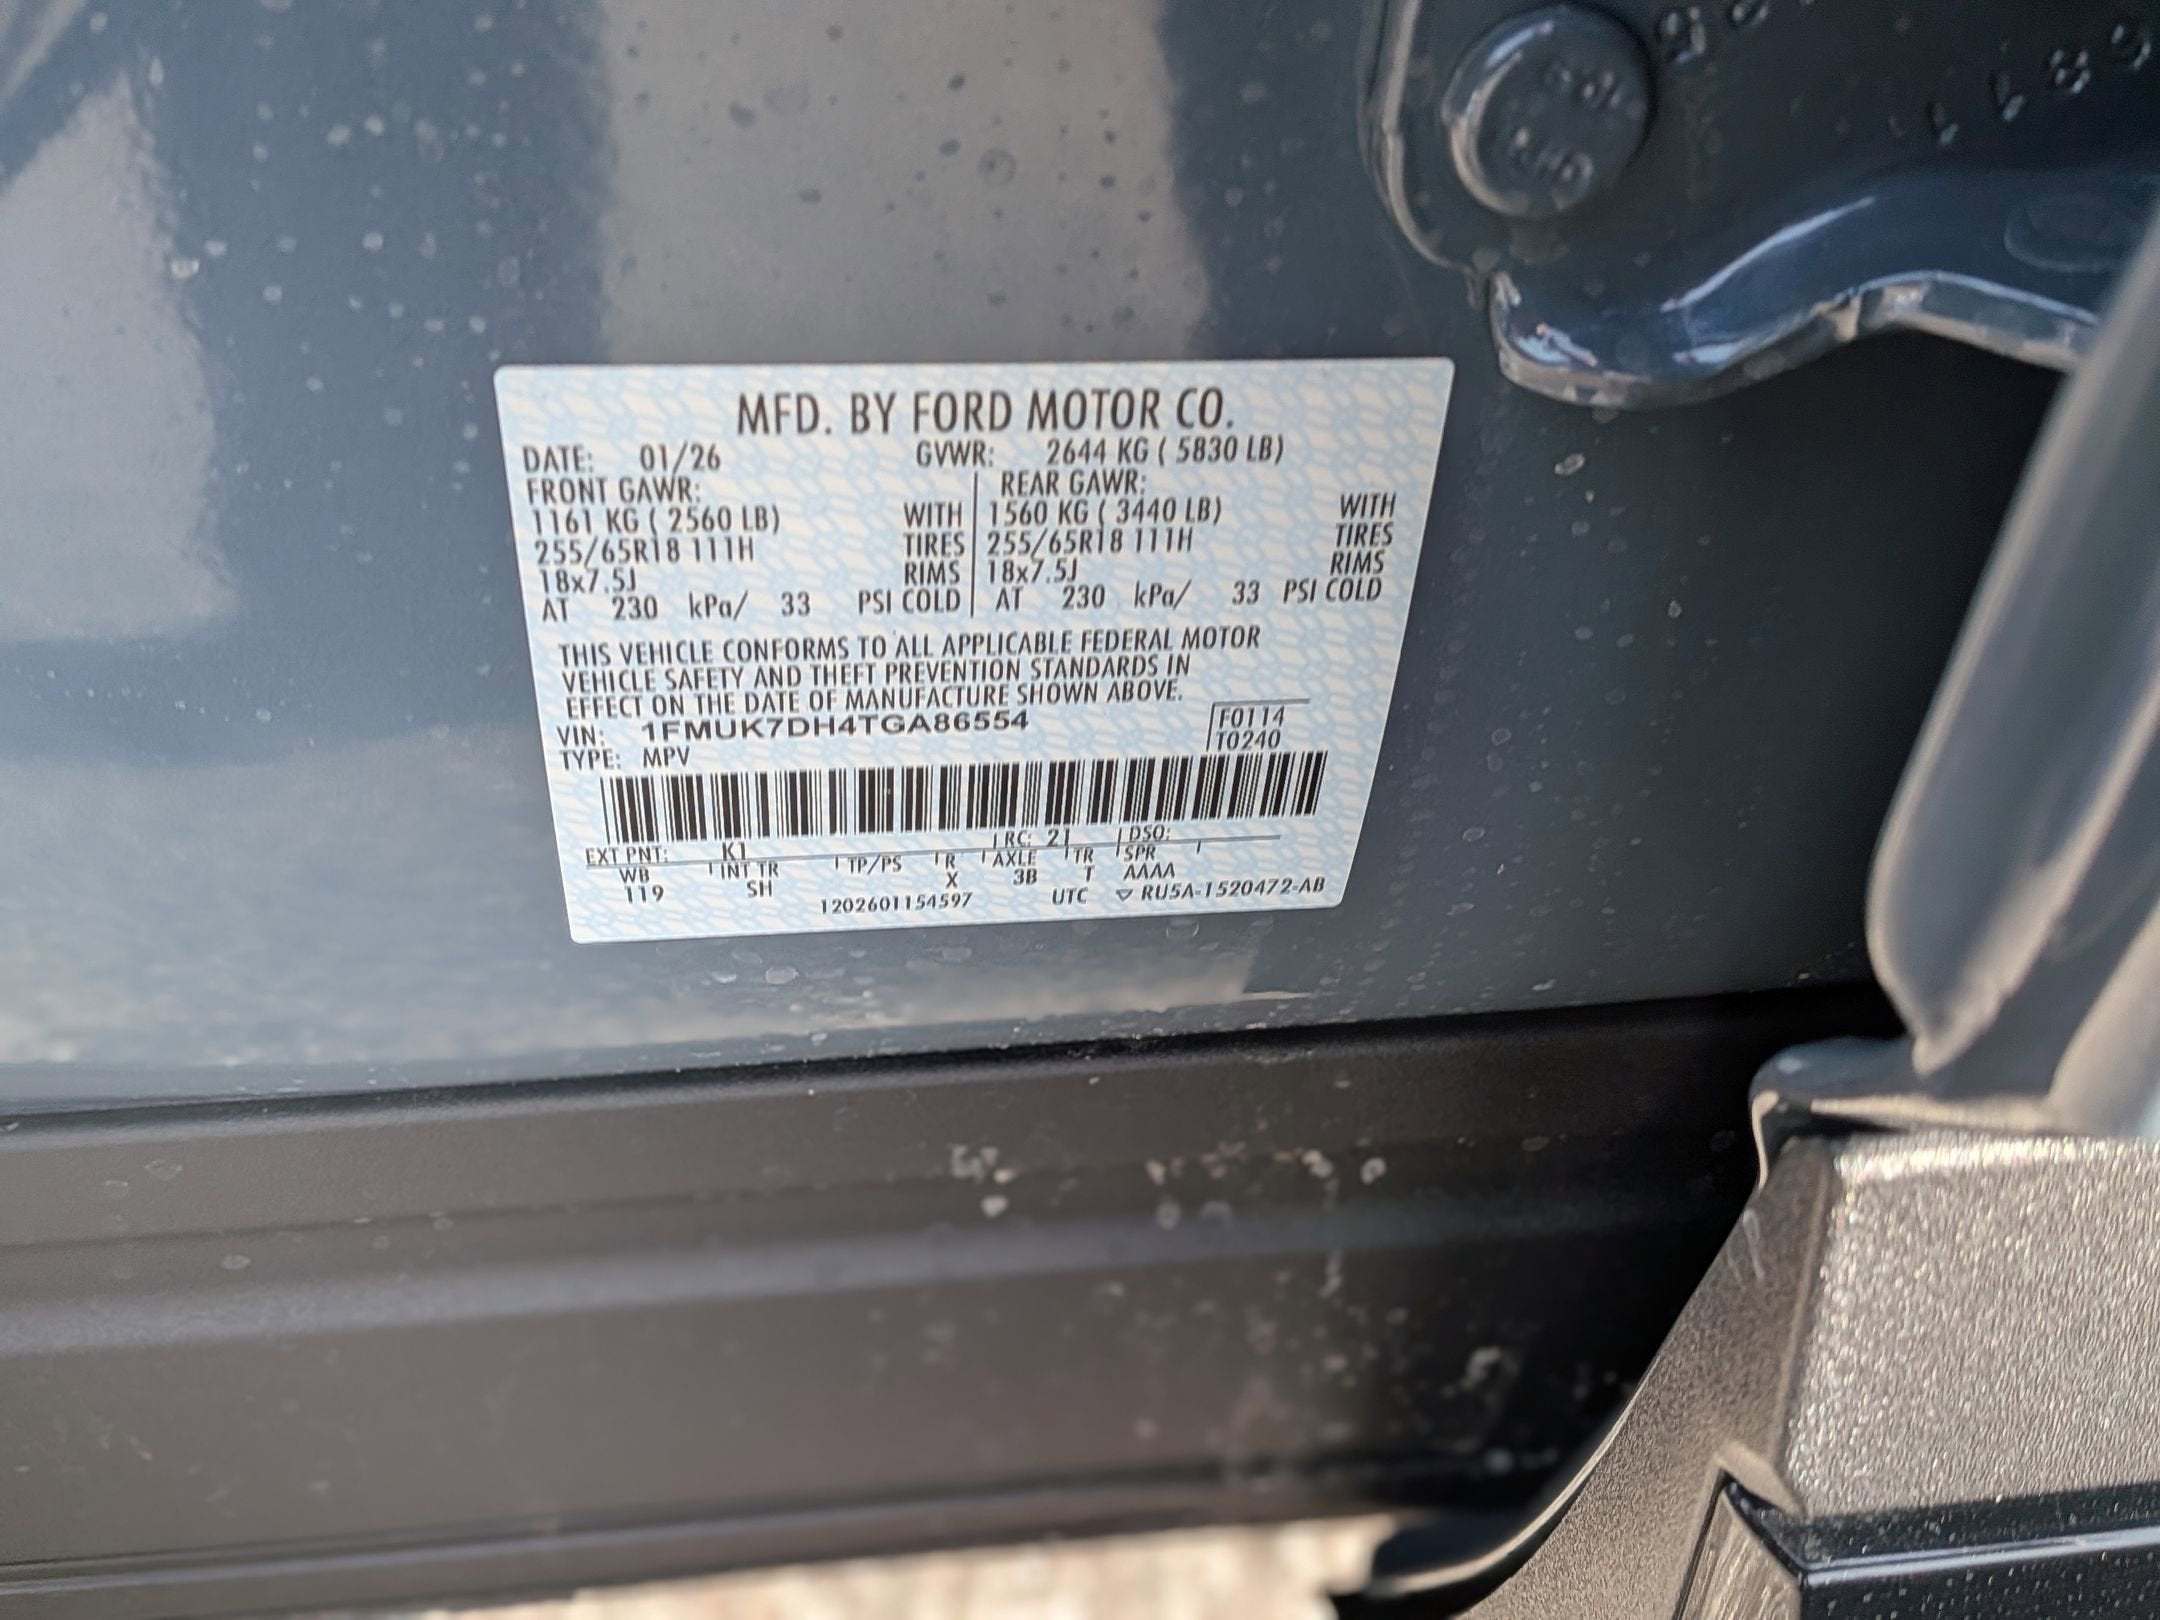 MFD. BY FORD MOTOR CO.
DATE: 01/26 GVWR: 2644 KG ( 5830 LB)
FRONT GAWR: REAR GAWR:
1161 KG ( 2560 LB) WITH 1560 KG ( 3440 LB) WITH
255/65R18 111H TIRES 255/65R18 111H TIRES
18x7.5J RIMS 18x7.5J RIMS
AT 230 kPa/ 33 PSI COLD AT 230 kPa/ 33 PSI COLD
THIS VEHICLE CONFORMS TO ALL APPLICABLE FEDERAL MOTOR
VEHICLE SAFETY AND THEFT PREVENTION STANDARDS IN
EFFECT ON THE DATE OF MANUFACTURE SHOWN ABOVE.
VIN: 1FMUK7DH4TGA86554 F0114
TYPE: MPV T0240
EXT PNT: K1 RC: 21 DSO:
WB INT TR TP/PS R AXLE TR SPR
119 SH X 3B T AAAA
1202601154597 UTC ▽ RU5A-1520472-AB